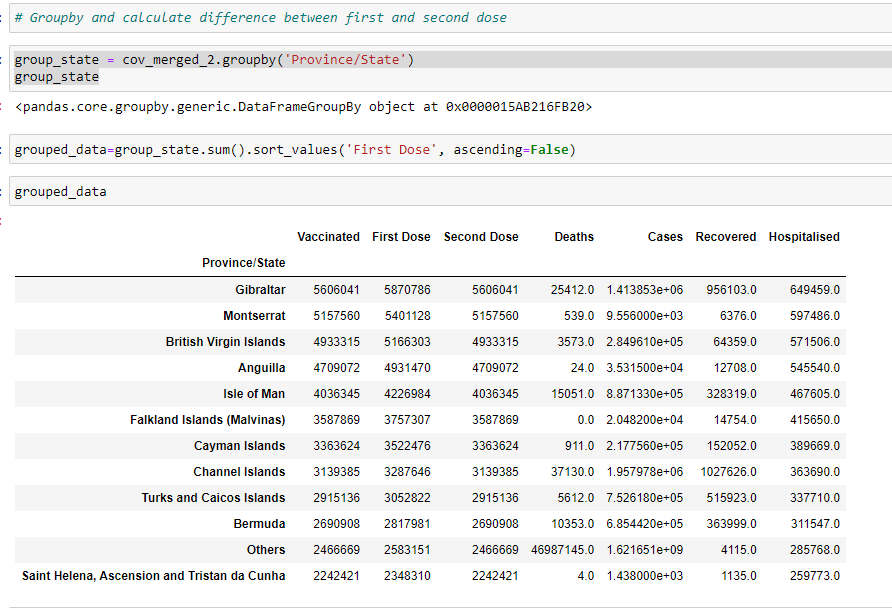 # Groupby and calculate difference between first and second dose
group_state = cov_merged_2.groupby('Province/State')
group_state
<pandas.core.groupby.generic.DataFrameGroupBy object at 0x0000015AB216FB20>
grouped_data=group_state.sum().sort_values('First Dose', ascending=False)
grouped_data
Vaccinated First Dose Second Dose Deaths Cases Recovered Hospitalised
Province/State
Gibraltar 5606041 5870786 5606041 25412.0 1.413853e+06 956103.0 649459.0
Montserrat 5157560 5401128 5157560 539.0 9.556000e+03 6376.0 597486.0
British Virgin Islands 4933315 5166303 4933315 3573.0 2.849610e+05 64359.0 571506.0
Anguilla 4709072 4931470 4709072 24.0 3.531500e+04 12708.0 545540.0
Isle of Man 4036345 4226984 4036345 15051.0 8.871330e+05 328319.0 467605.0
Falkland Islands (Malvinas) 3587869 3757307 3587869 0.0 2.048200e+04 14754.0 415650.0
Cayman Islands 3363624 3522476 3363624 911.0 2.177560e+05 152052.0 389669.0
Channel Islands 3139385 3287646 3139385 37130.0 1.957978e+06 1027626.0 363690.0
Turks and Caicos Islands 2915136 3052822 2915136 5612.0 7.526180e+05 515923.0 337710.0
Bermuda 2690908 2817981 2690908 10353.0 6.854420e+05 363999.0 311547.0
Others 2466669 2583151 2466669 46987145.0 1.621651e+09 4115.0 285768.0
Saint Helena, Ascension and Tristan da Cunha 2242421 2348310 2242421 4.0 1.438000e+03 1135.0 259773.0